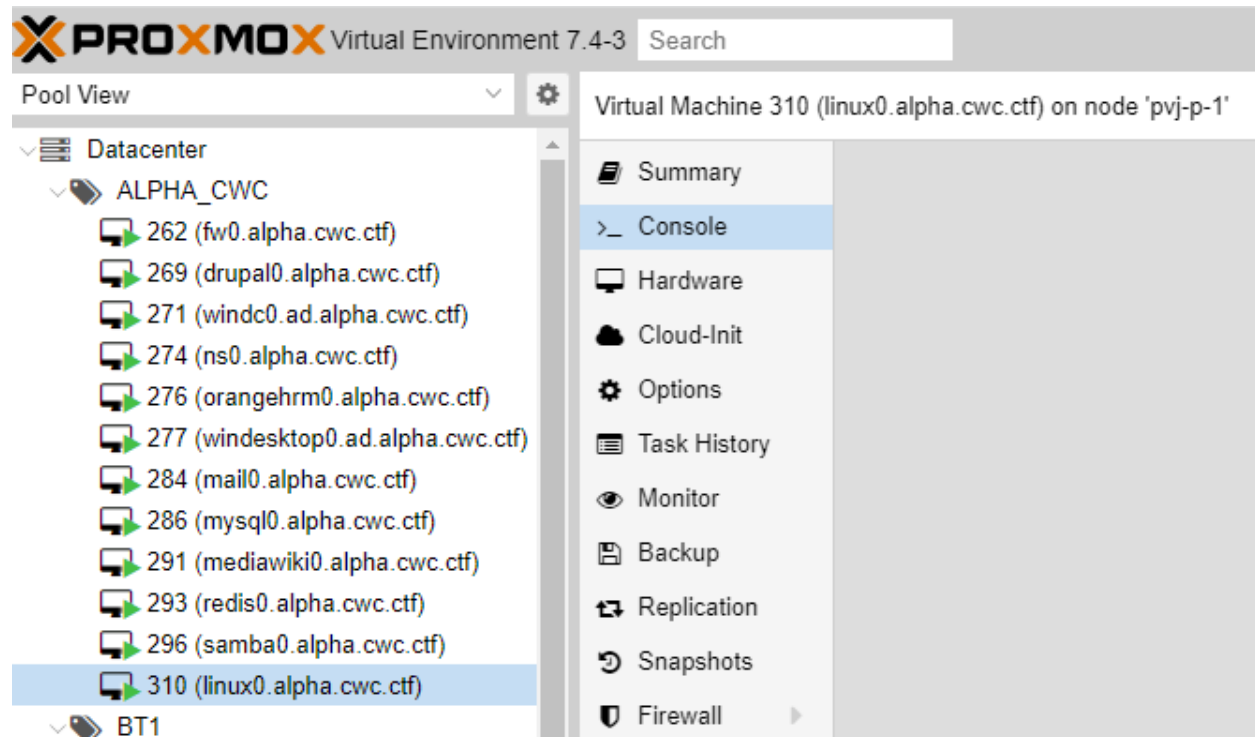 PROXMOX Virtual Environment 7.4-3 Search
Pool View
Virtual Machine 310 (linux0.alpha.cwc.ctf) on node 'pvj-p-1'
Datacenter
ALPHA_CWC
262 (fw0.alpha.cwc.ctf)
269 (drupal0.alpha.cwc.ctf)
271 (windc0.ad.alpha.cwc.ctf)
274 (ns0.alpha.cwc.ctf)
276 (orangehrm0.alpha.cwc.ctf)
277 (windesktop0.ad.alpha.cwc.ctf)
284 (mail0.alpha.cwc.ctf)
286 (mysql0.alpha.cwc.ctf)
291 (mediawiki0.alpha.cwc.ctf)
293 (redis0.alpha.cwc.ctf)
296 (samba0.alpha.cwc.ctf)
310 (linux0.alpha.cwc.ctf)
BT1
Summary
Console
Hardware
Cloud-Init
Options
Task History
Monitor
Backup
Replication
Snapshots
Firewall